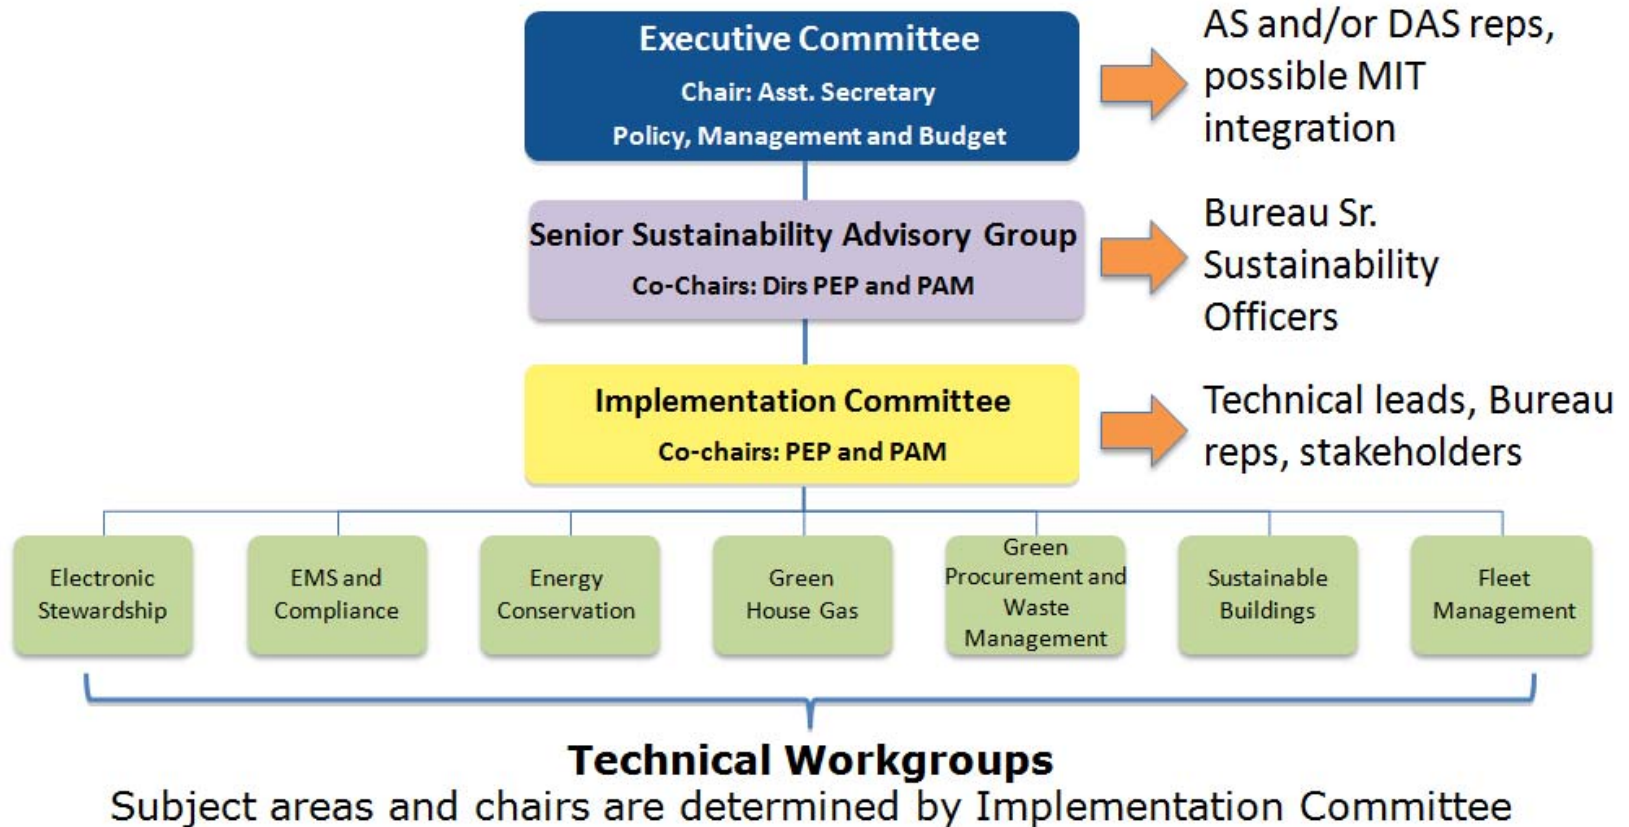 Executive Committee
Chair: Asst. Secretary
Policy, Management and Budget
AS and/or DAS reps,
possible MIT
integration
Senior Sustainability Advisory Group
Co-Chairs: Dirs PEP and PAM
Bureau Sr.
Sustainability
Officers
Implementation Committee
Co-chairs: PEP and PAM
Technical leads, Bureau
reps, stakeholders
Electronic
Stewardship
EMS and
Compliance
Energy
Conservation
Green
House Gas
Green
Procurement and
Waste
Management
Sustainable
Buildings
Fleet
Management
Technical Workgroups
Subject areas and chairs are determined by Implementation Committee